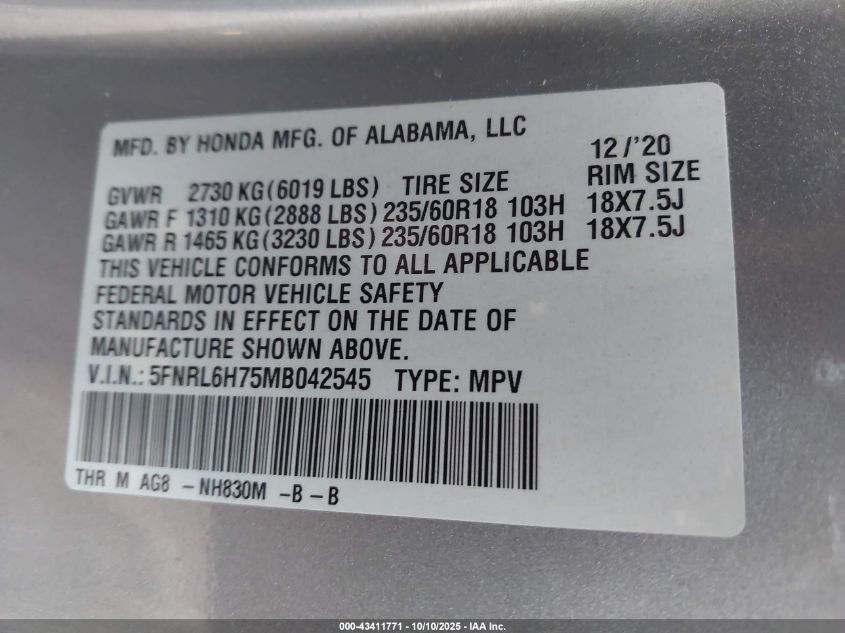 MFD. BY HONDA MFG. OF ALABAMA, LLC
12/'20
GVWR 2730 KG(6019 LBS) TIRE SIZE RIM SIZE
GAWR F 1310 KG(2888 LBS) 235/60R18 103H 18X7.5J
GAWR R 1465 KG(3230 LBS) 235/60R18 103H 18X7.5J
THIS VEHICLE CONFORMS TO ALL APPLICABLE
FEDERAL MOTOR VEHICLE SAFETY
STANDARDS IN EFFECT ON THE DATE OF
MANUFACTURE SHOWN ABOVE.
V.I.N.: 5FNRL6H75MB042545 TYPE: MPV
THR M AG8 -NH830M -B-B
000-43411771 - 10/10/2025 - IAA Inc.